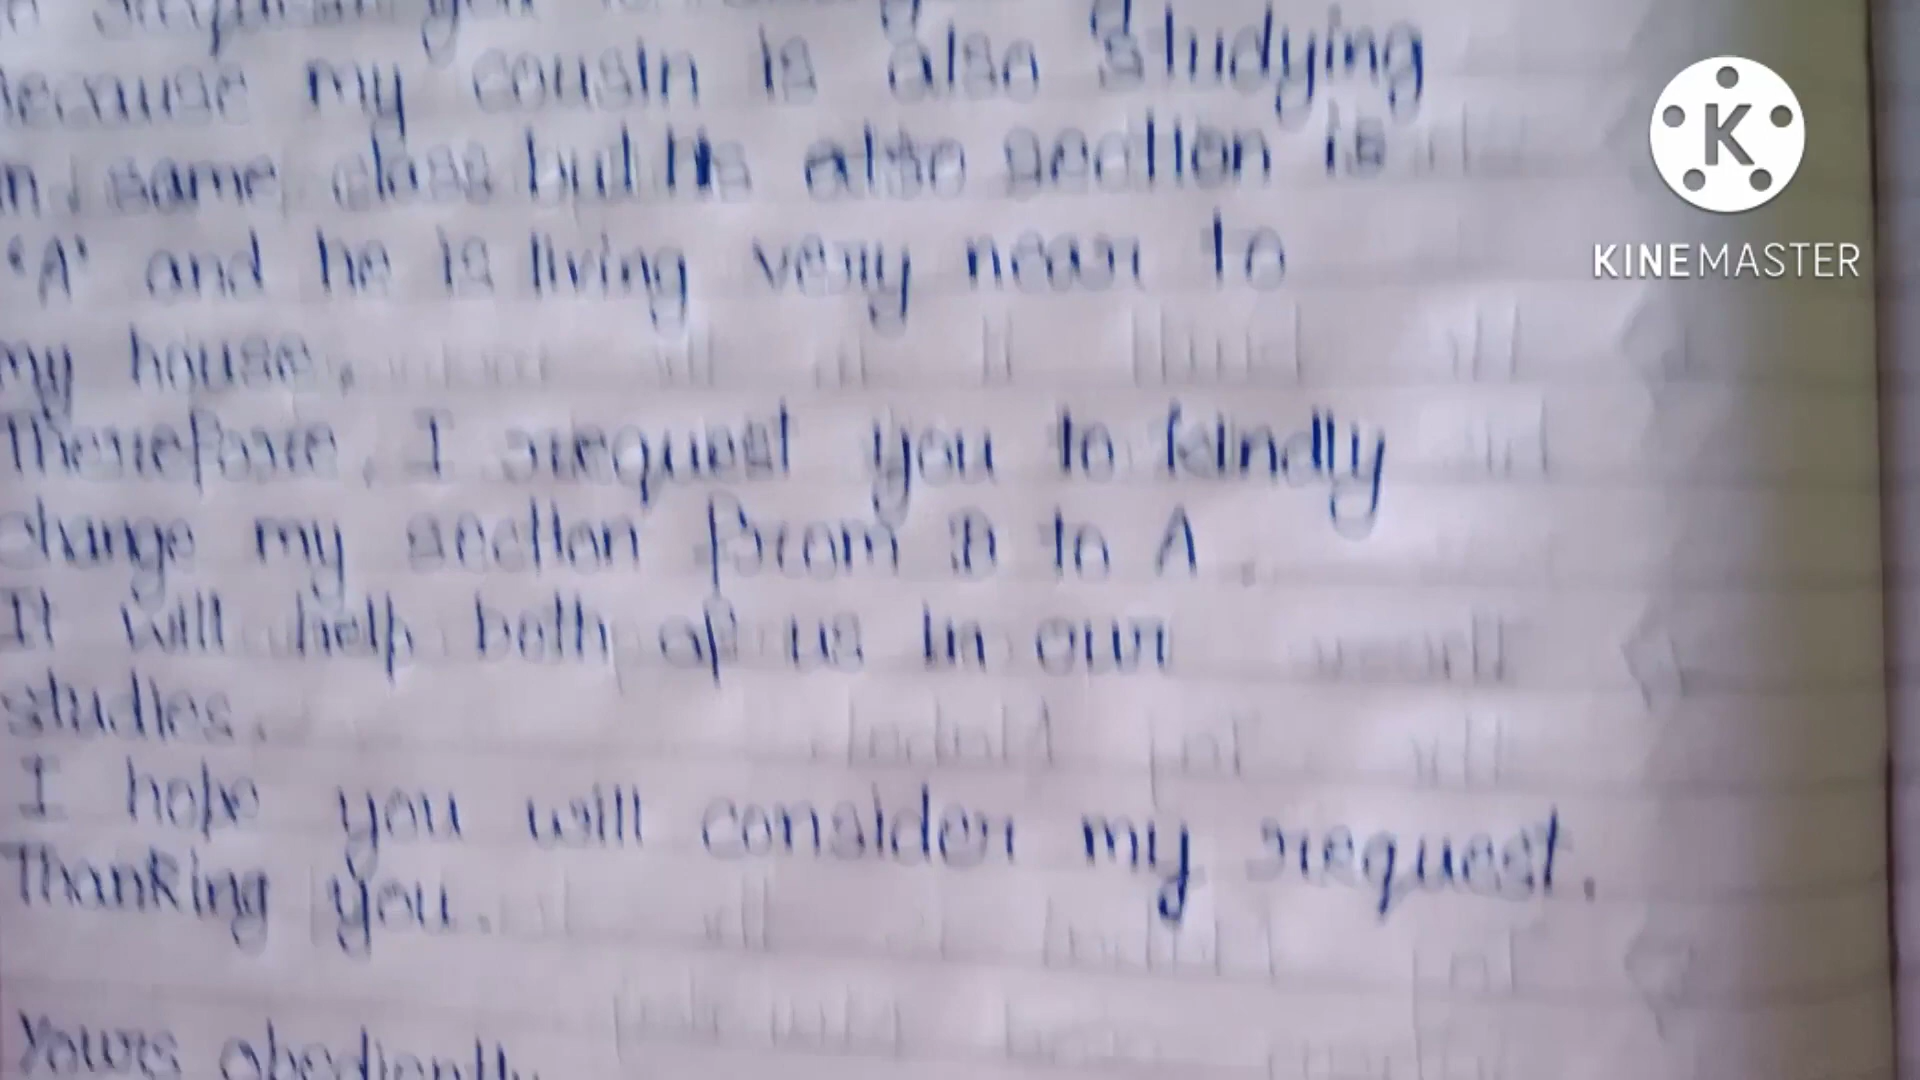 because my cousin is also studying
in same class but his also section is
'A' and he is living very near to
my house.
Therefore, I request you to kindly
change my section from B to A.
It will help both of us in our
studies.
I hope you will consider my request.
Thanking you.
Yours obediently
KINEMASTER